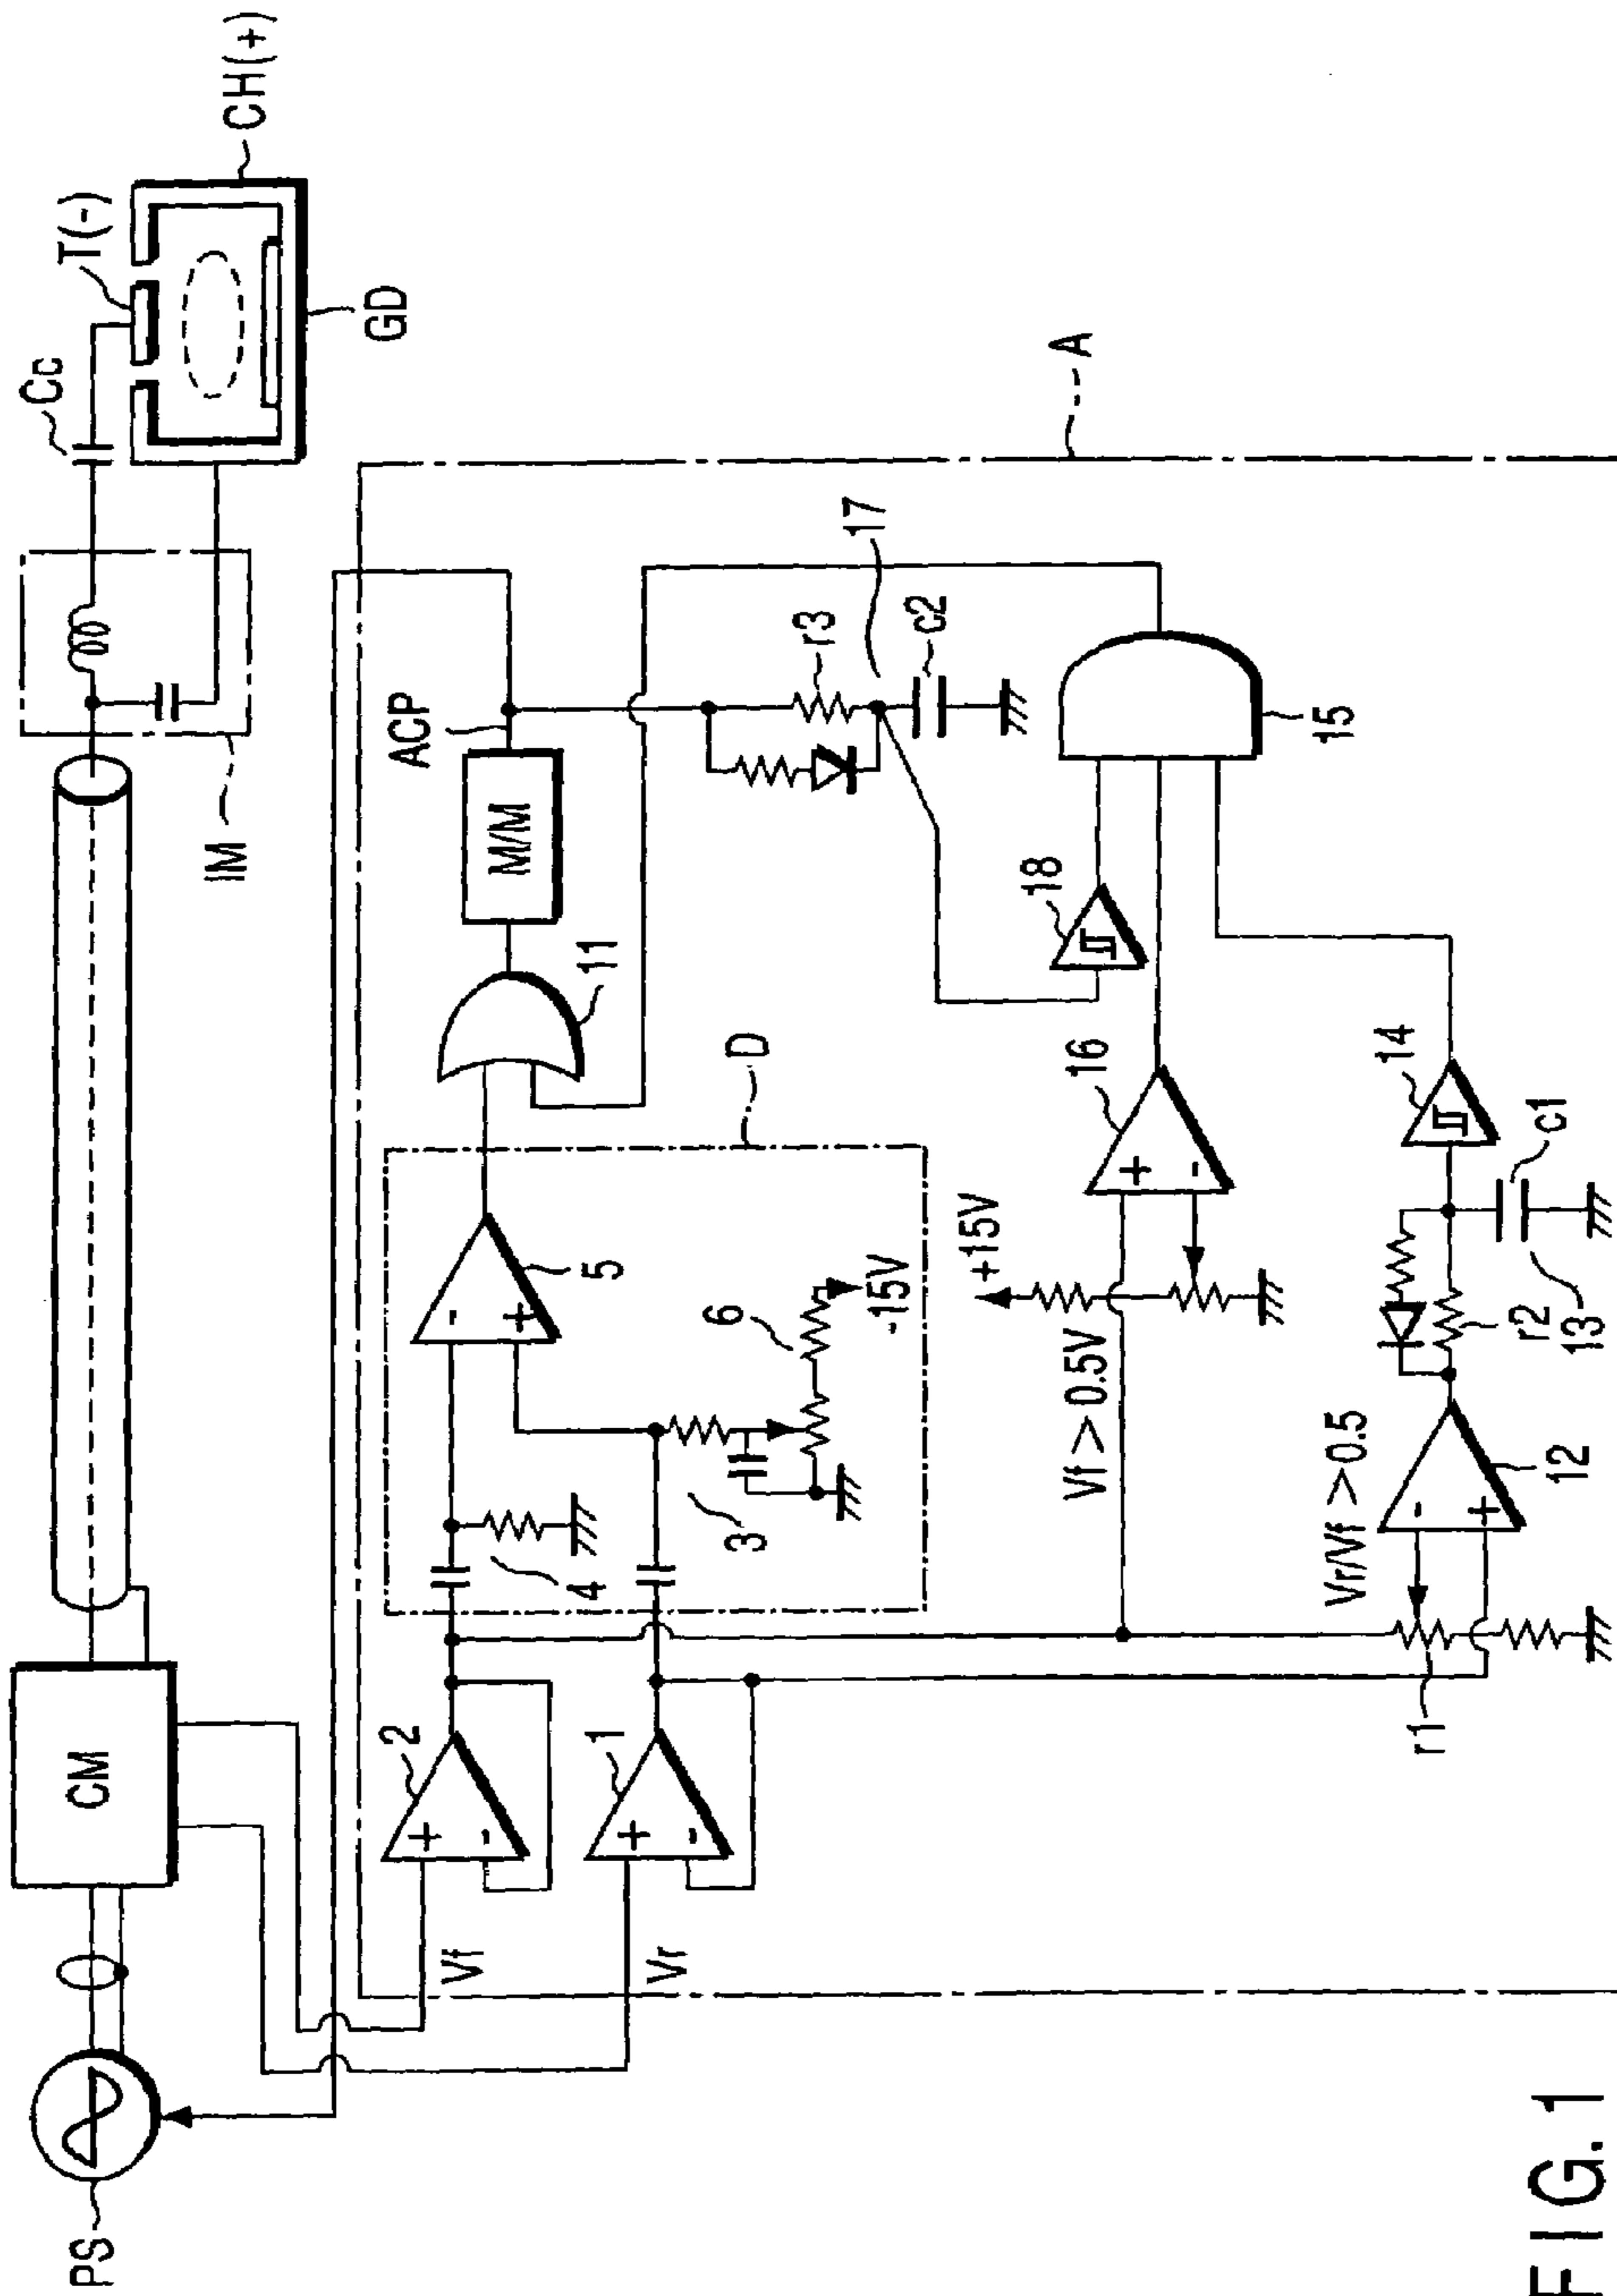 PS
CM
IM
Cc
T(-)
CH(+)
GD
A
Vf
Vr
2
+
-
1
+
-
4
3
D
-
+
5
6
-15V
11
M/M
ACP
r3
17
c2
Vf > 0.5V
+15V
+
-
16
18
15
r1
Vr/Vf >0.5
-
+
12
r2
13
c1
14
FIG. 1